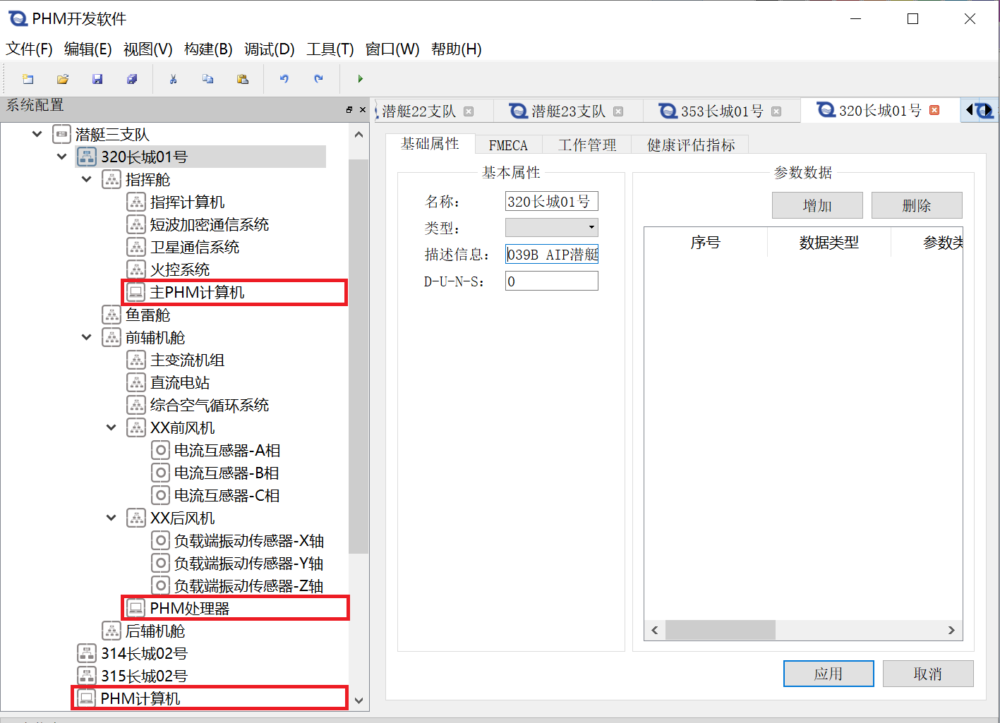 PHM开发软件
文件(F) 编辑(E) 视图(V) 构建(B) 调试(D) 工具(T) 窗口(W) 帮助(H)
系统配置
潜艇三支队
320长城01号
指挥舱
指挥计算机
短波加密通信系统
卫星通信系统
火控系统
主PHM计算机
鱼雷舱
前辅机舱
主变流机组
直流电站
综合空气循环系统
XX前风机
电流互感器-A相
电流互感器-B相
电流互感器-C相
XX后风机
负载端振动传感器-X轴
负载端振动传感器-Y轴
负载端振动传感器-Z轴
PHM处理器
后辅机舱
314长城02号
315长城02号
PHM计算机
潜艇22支队 潜艇23支队 353长城01号 320长城01号
基础属性 FMECA 工作管理 健康评估指标
基本属性
名称: 320长城01号
类型:
描述信息: 039B AIP潜艇
D-U-N-S: 0
参数数据
增加 删除
序号 数据类型 参数类
应用 取消